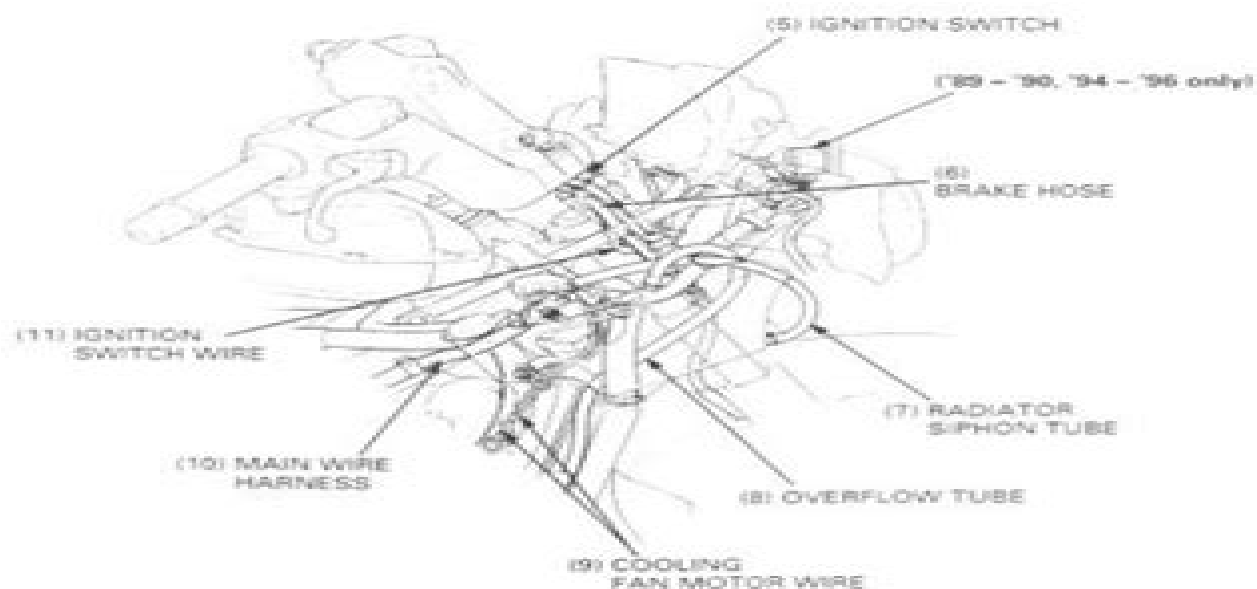 (5) IGNITION SWITCH
('89 – '90, '94 – '96 only)
(6)
BRAKE HOSE
(11) IGNITION
SWITCH WIRE
(7) RADIATOR
SIPHON TUBE
(10) MAIN WIRE
HARNESS
(8) OVERFLOW TUBE
(9) COOLING
FAN MOTOR WIRE